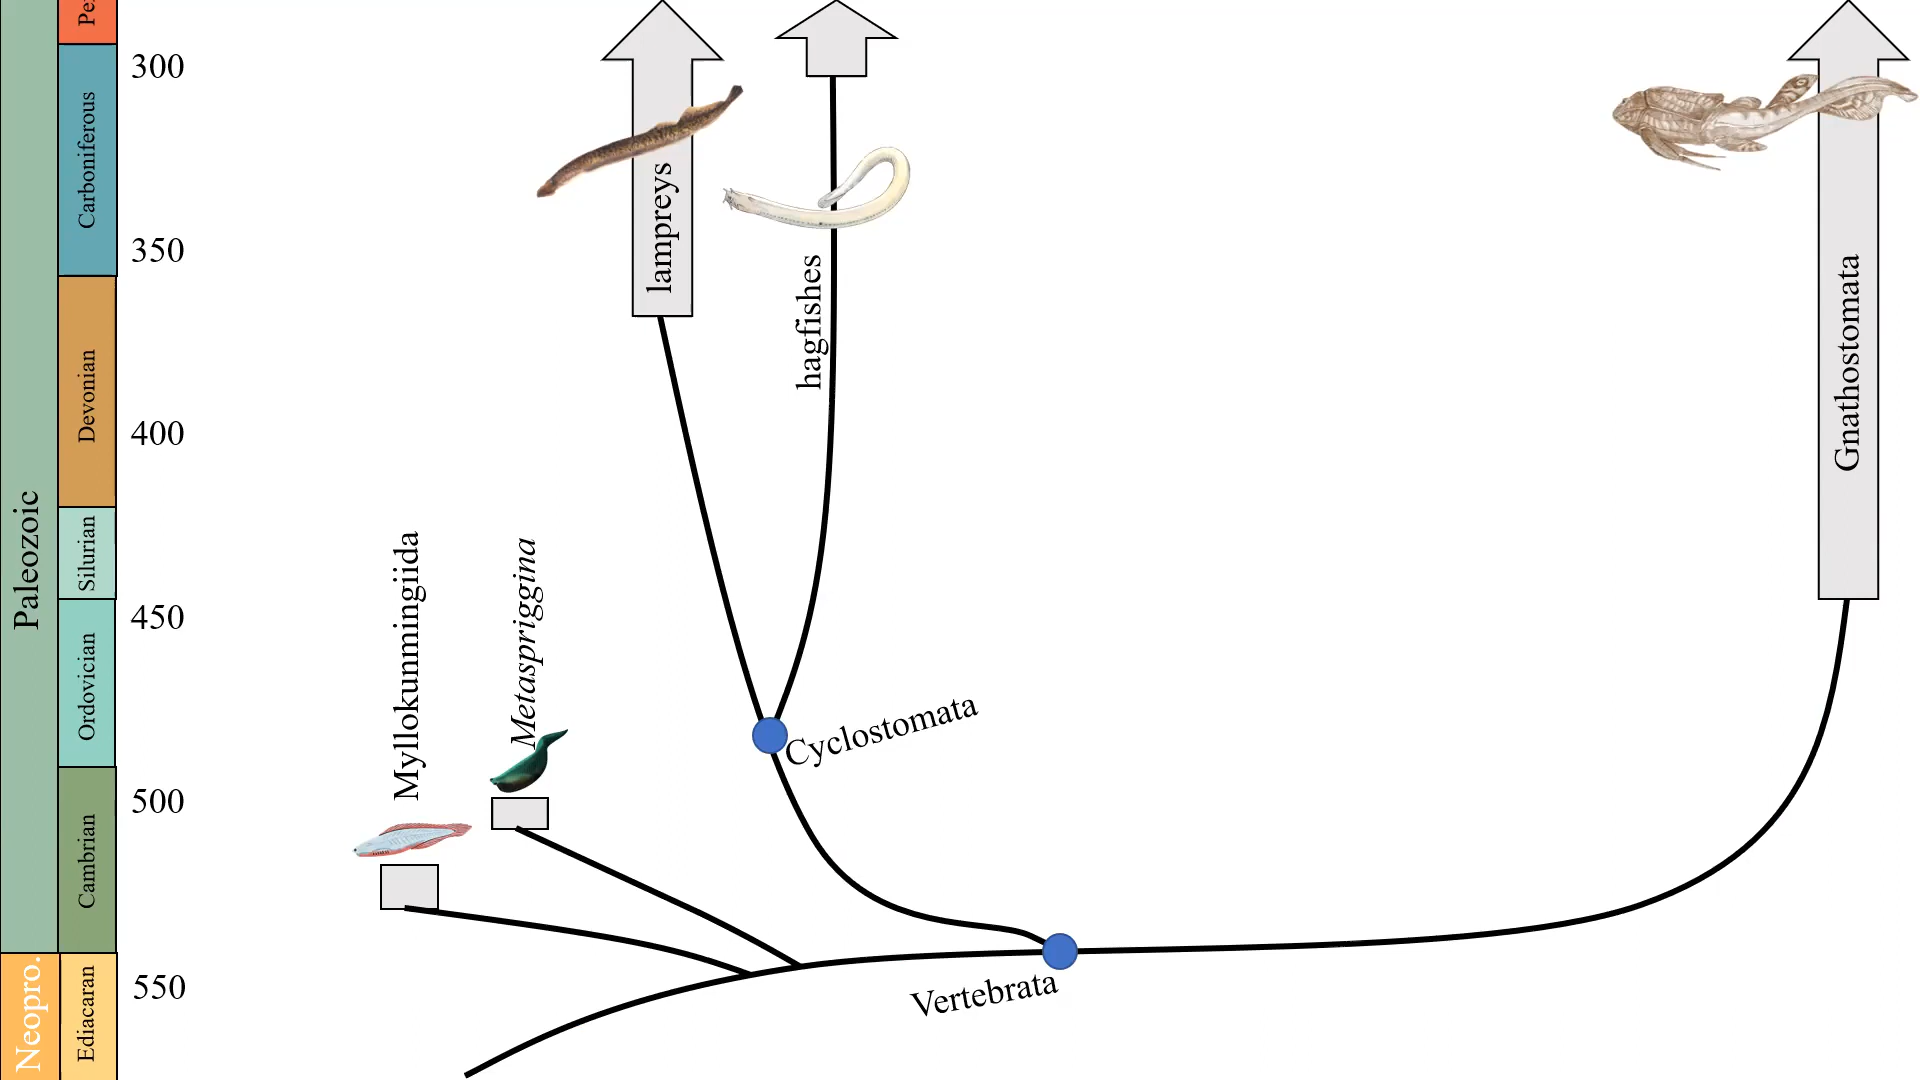 Pe
Carboniferous
Devonian
Silurian
Ordovician
Cambrian
Ediacaran
Paleozoic
Neopro.
300
350
400
450
500
550
lampreys
hagfishes
Gnathostomata
Myllokunmingiida
Metaspriggina
Cyclostomata
Vertebrata